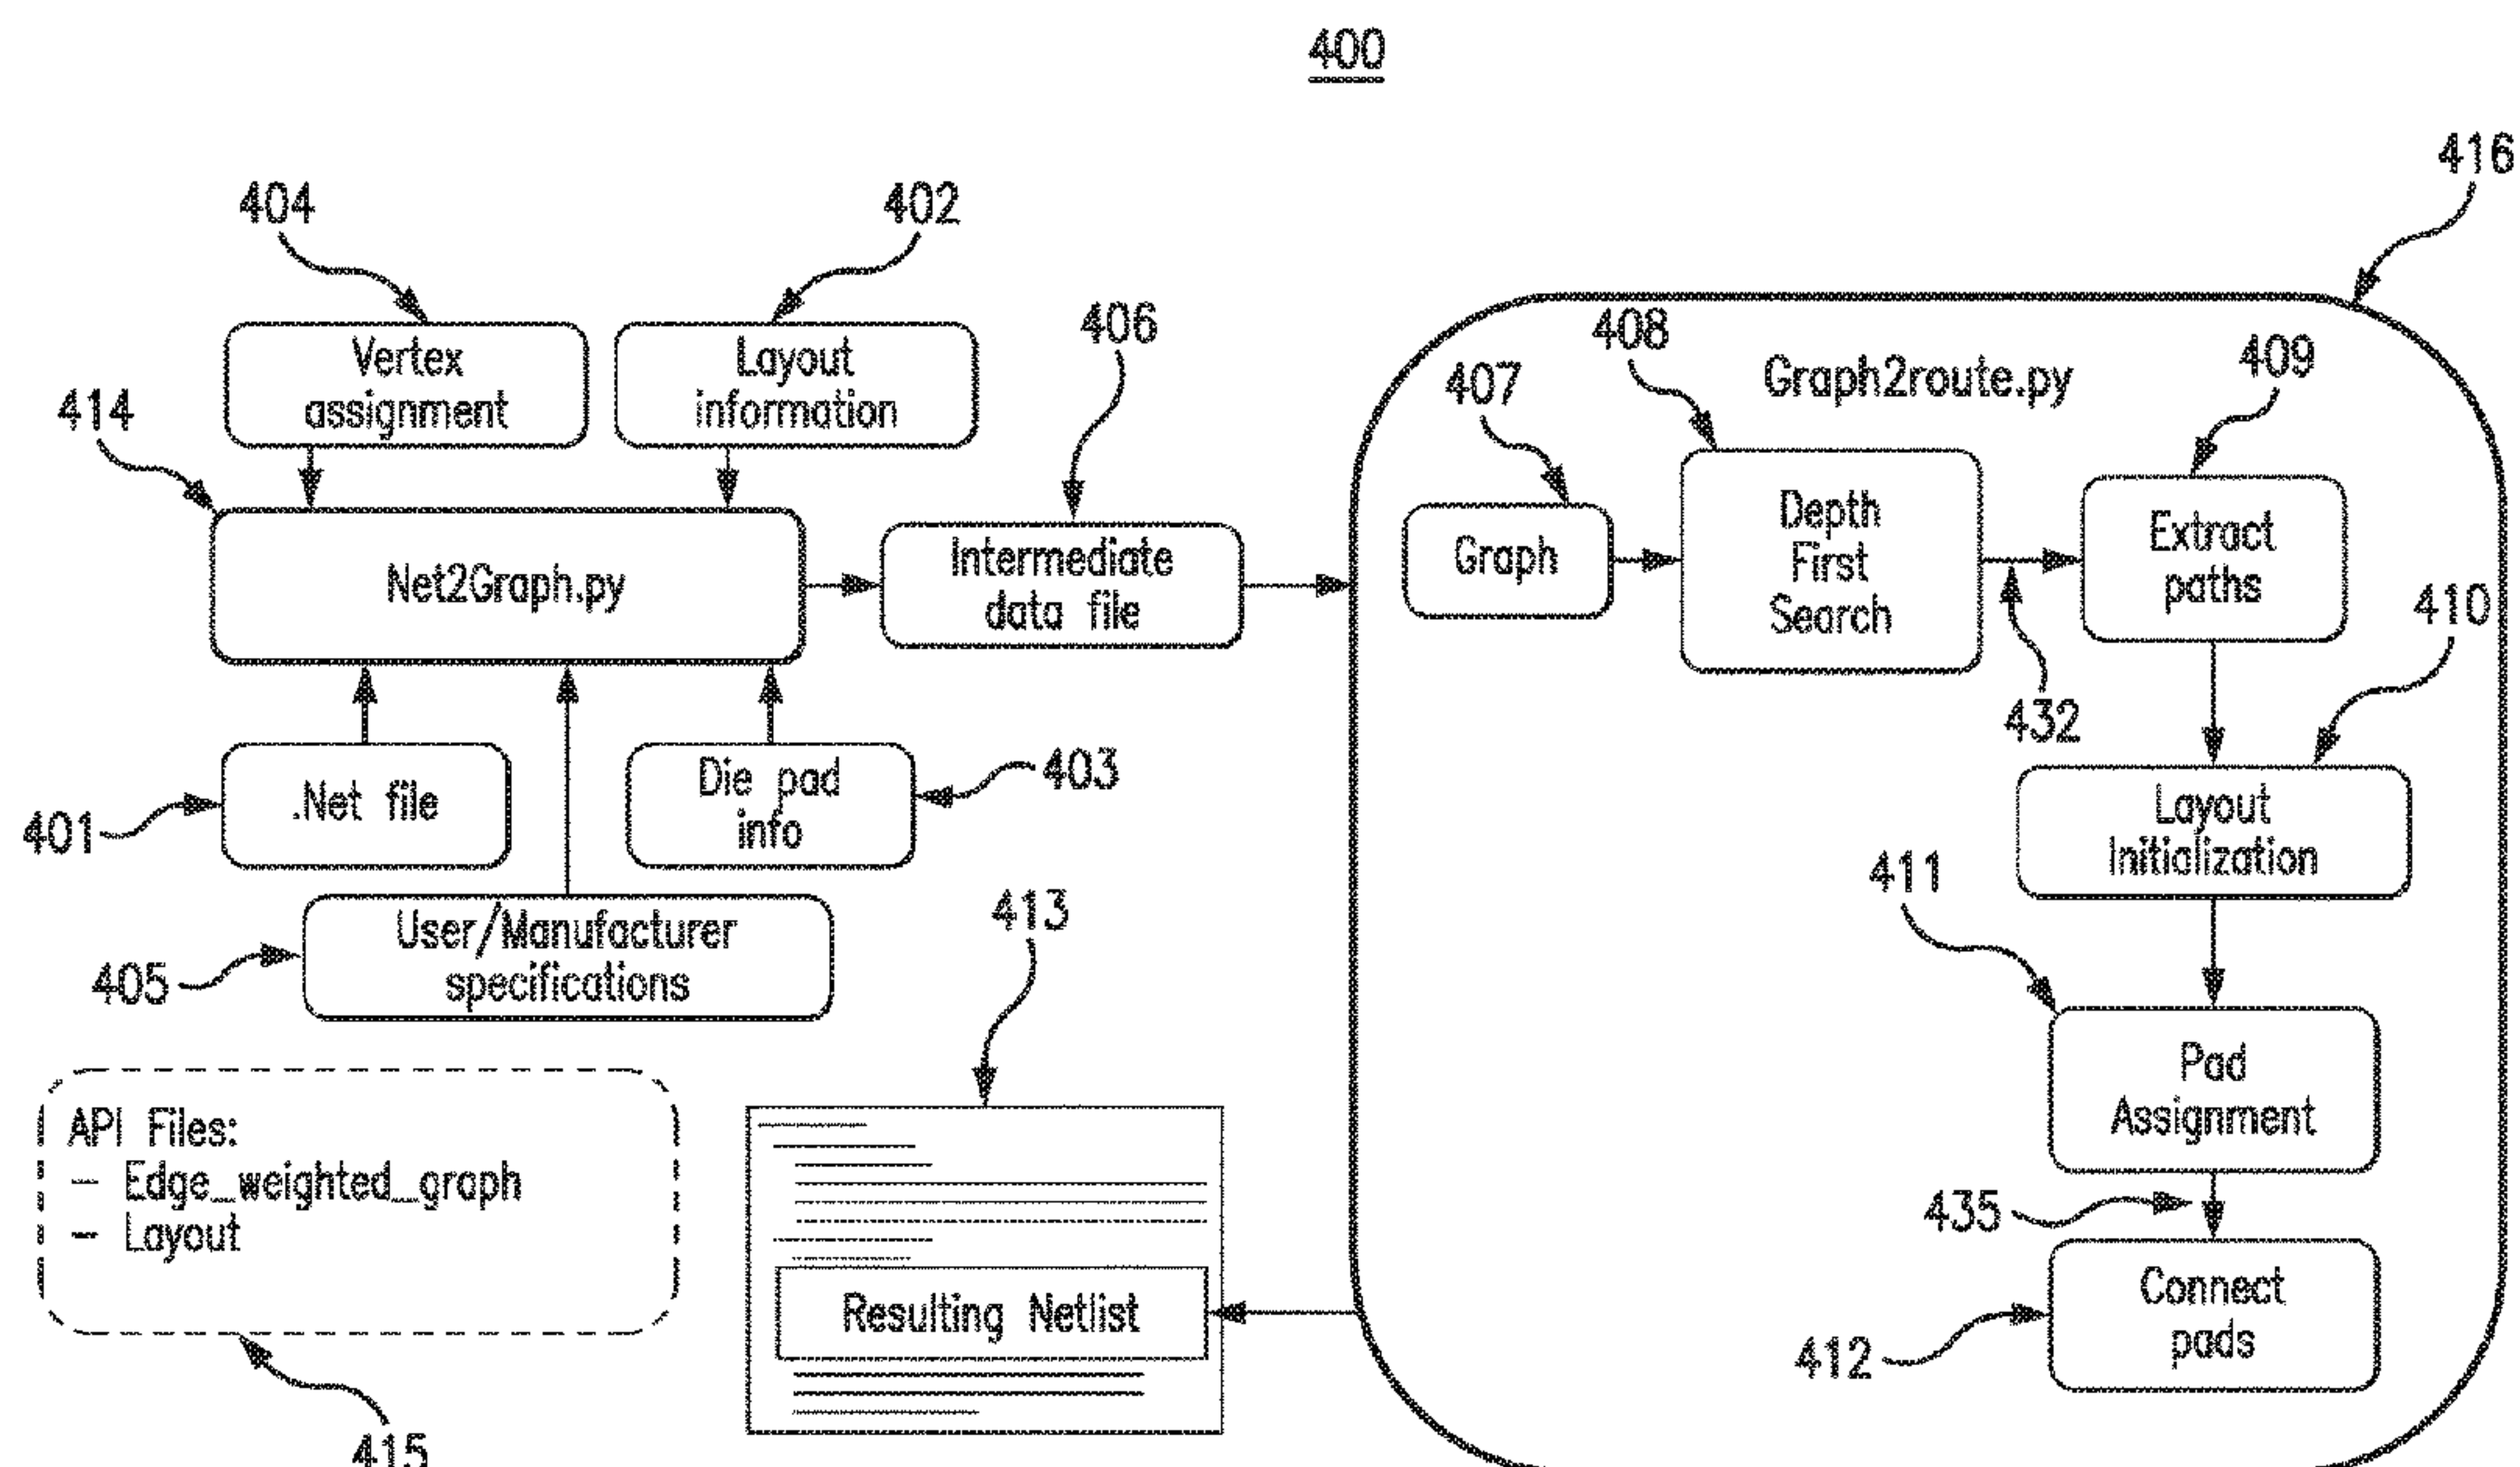 400
416
404
402
406
408
Graph2route.py
409
407
414
Vertex
assignment
Layout
information
Net2Graph.py
Intermediate
data file
Graph
Depth
First
Search
Extract
paths
410
432
401
.Net file
Die pad
info
403
Layout
Initialization
411
413
405
User/Manufacturer
specifications
Pad
Assignment
API Files:
- Edge_weighted_graph
- Layout
435
Resulting Netlist
Connect
pads
412
415